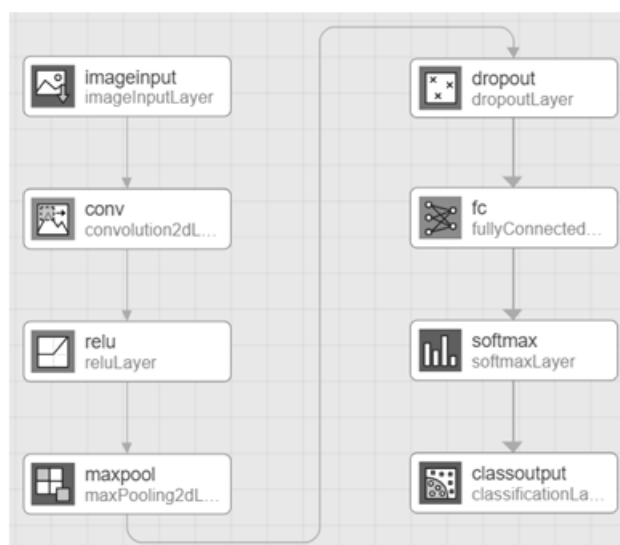 imageinput
imageInputLayer
conv
convolution2dL...
relu
reluLayer
maxpool
maxPooling2dL...
dropout
dropoutLayer
fc
fullyConnected...
softmax
softmaxLayer
classoutput
classificationLa...